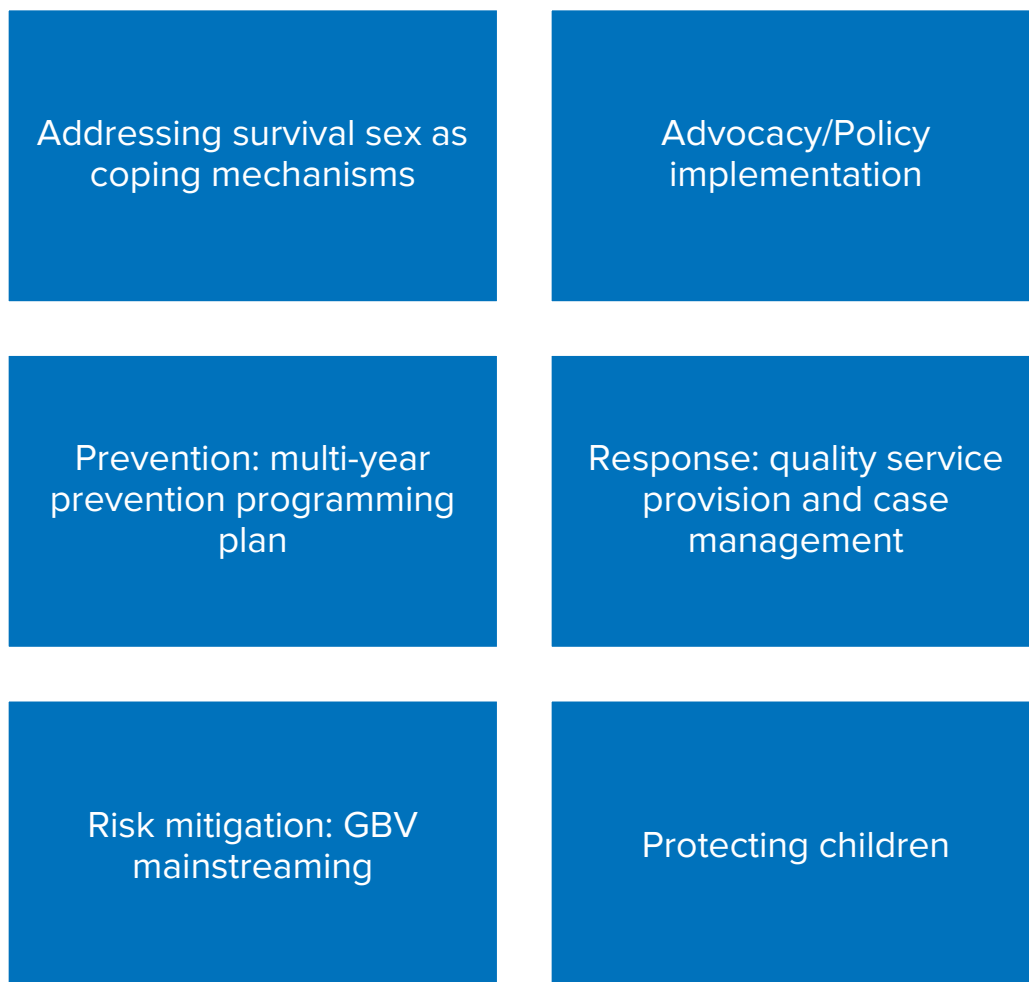 Addressing survival sex as
coping mechanisms
Advocacy/Policy
implementation
Prevention: multi-year
prevention programming
plan
Response: quality service
provision and case
management
Risk mitigation: GBV
mainstreaming
Protecting children